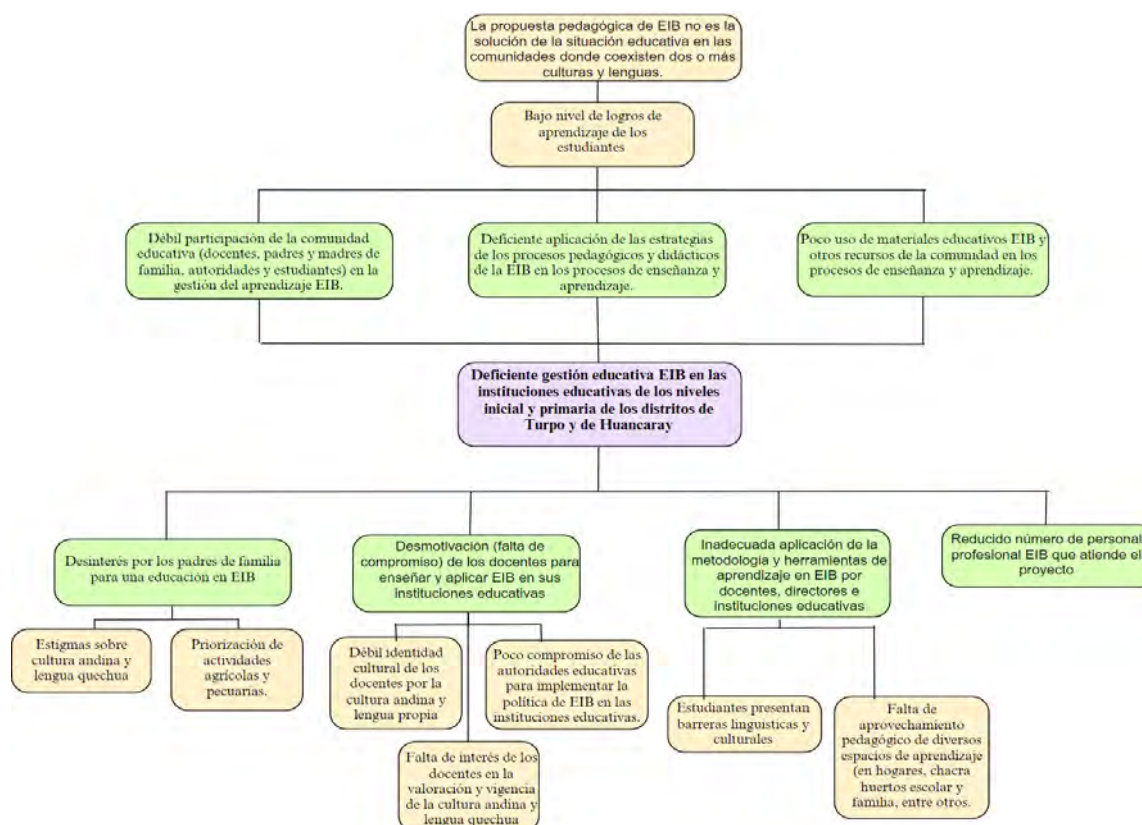 La propuesta pedagógica de EIB no es la
solución de la situación educativa en las
comunidades donde coexisten dos o más
culturas y lenguas.
Bajo nivel de logros de
aprendizaje de los
estudiantes
Débil participación de la comunidad
educativa (docentes, padres y madres de
familia, autoridades y estudiantes) en la
gestión del aprendizaje EIB.
Deficiente aplicación de las estrategias
de los procesos pedagógicos y didácticos
de la EIB en los procesos de enseñanza y
aprendizaje.
Poco uso de materiales educativos EIB y
otros recursos de la comunidad en los
procesos de enseñanza y aprendizaje.
Deficiente gestión educativa EIB en las
instituciones educativas de los niveles
inicial y primaria de los distritos de
Turpo y de Huancaray
Desinterés por los padres de familia
para una educación en EIB
Desmotivación (falta de
compromiso) de los docentes para
enseñar y aplicar EIB en sus
instituciones educativas
Inadecuada aplicación de la
metodología y herramientas de
aprendizaje en EIB por
docentes, directores e
instituciones educativas
Reducido número de personal
profesional EIB que atiende el
proyecto
Estigmas sobre
cultura andina y
lengua quechua
Priorización de
actividades
agrícolas y
pecuarias.
Débil identidad
cultural de los
docentes por la
cultura andina y
lengua propia
Poco compromiso de las
autoridades educativas
para implementar la
política de EIB en las
instituciones educativas.
Falta de interés de los
docentes en la
valoración y vigencia
de la cultura andina y
lengua quechua
Estudiantes presentan
barreras linguísticas y
culturales
Falta de
aprovechamiento
pedagógico de diversos
espacios de aprendizaje
(en hogares, chacra
huertos escolar y
familia, entre otros.